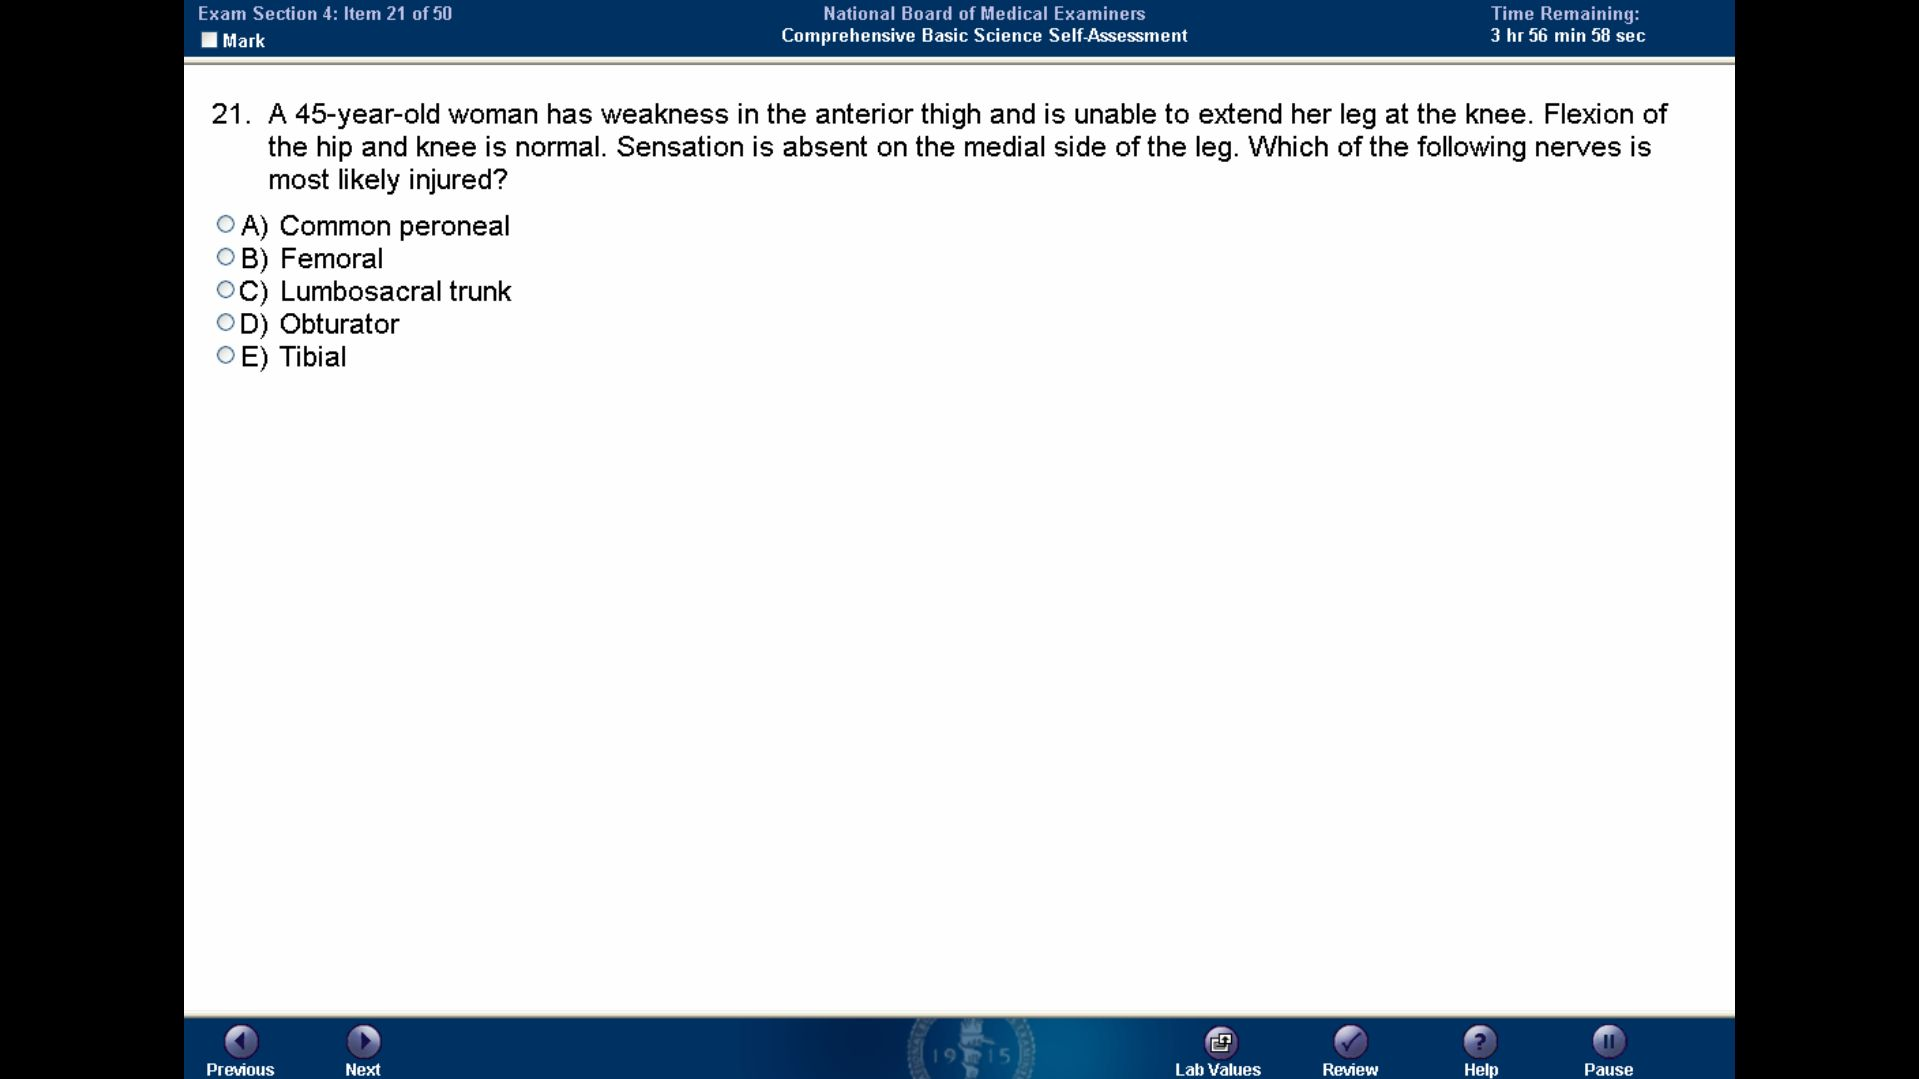 Exam Section 4: Item 21 of 50
National Board of Medical Examiners
Time Remaining:
Mark
Comprehensive Basic Science Self-Assessment
3 hr 56 min 58 sec
21. A 45-year-old woman has weakness in the anterior thigh and is unable to extend her leg at the knee. Flexion of
the hip and knee is normal. Sensation is absent on the medial side of the leg. Which of the following nerves is
most likely injured?
A) Common peroneal
B) Femoral
C) Lumbosacral trunk
D) Obturator
E) Tibial
19 15
Previous
Next
Lab Values
Review
Help
Pause